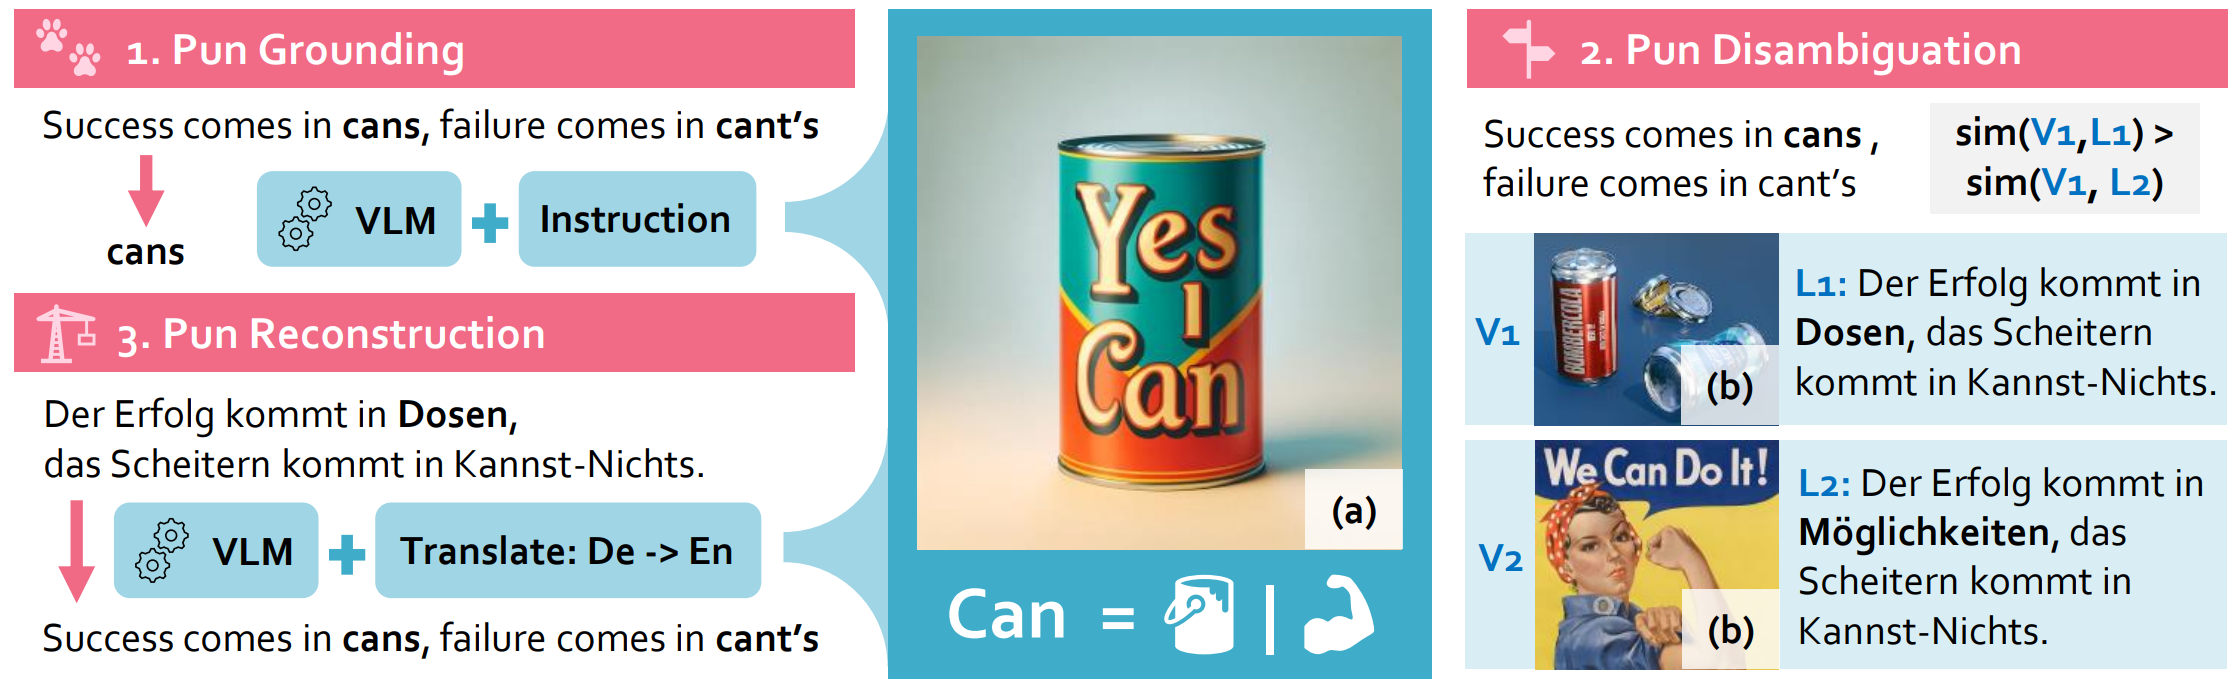 1. Pun Grounding
Success comes in cans, failure comes in cant's
cans
VLM
Instruction
3. Pun Reconstruction
Der Erfolg kommt in Dosen,
das Scheitern kommt in Kannst-Nichts.
VLM
Translate: De -> En
Success comes in cans, failure comes in cant's
Yes
I
Can
(a)
Can = |
2. Pun Disambiguation
Success comes in cans ,
failure comes in cant's
sim(V1,L1) >
sim(V1, L2)
V1
BOMBERCOLA
(b)
L1: Der Erfolg kommt in
Dosen, das Scheitern
kommt in Kannst-Nichts.
V2
We Can Do It!
(b)
L2: Der Erfolg kommt in
Möglichkeiten, das
Scheitern kommt in
Kannst-Nichts.